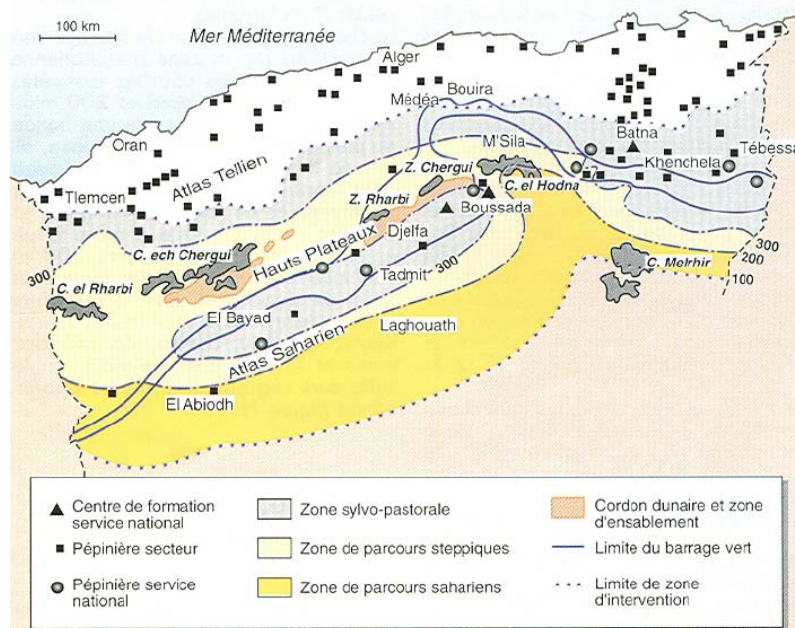 100 km
Mer Méditerranée
Alger
Bouira
Médéa
Oran
Batna
M'Sila
Tébessa
Khenchela
Atlas Tellien
Z. Chergui
C. el Hodna
Tlemcen
Z. Rharbi
Boussada
Djelfa
C. ech Chergui
Hauts Plateaux
300
300
200
C. Melrhir
300
100
C. el Rharbi
Tadmit
El Bayad
Atlas Saharien
Laghouath
El Abiodh
Centre de formation
service national
Pépinière secteur
Pépinière service
national
Zone sylvo-pastorale
Zone de parcours steppiques
Zone de parcours sahariens
Cordon dunaire et zone
d'ensablement
Limite du barrage vert
Limite de zone
d'intervention